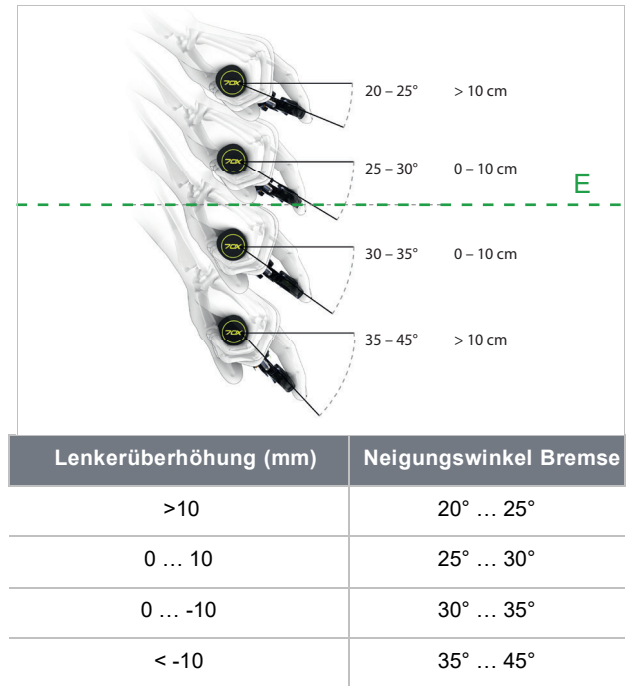 20 – 25° > 10 cm
25 – 30° 0 – 10 cm
E
30 – 35° 0 – 10 cm
35 – 45° > 10 cm
Lenkerüberhöhung (mm) Neigungswinkel Bremse
>10 20° … 25°
0 … 10 25° … 30°
0 … -10 30° … 35°
< -10 35° … 45°